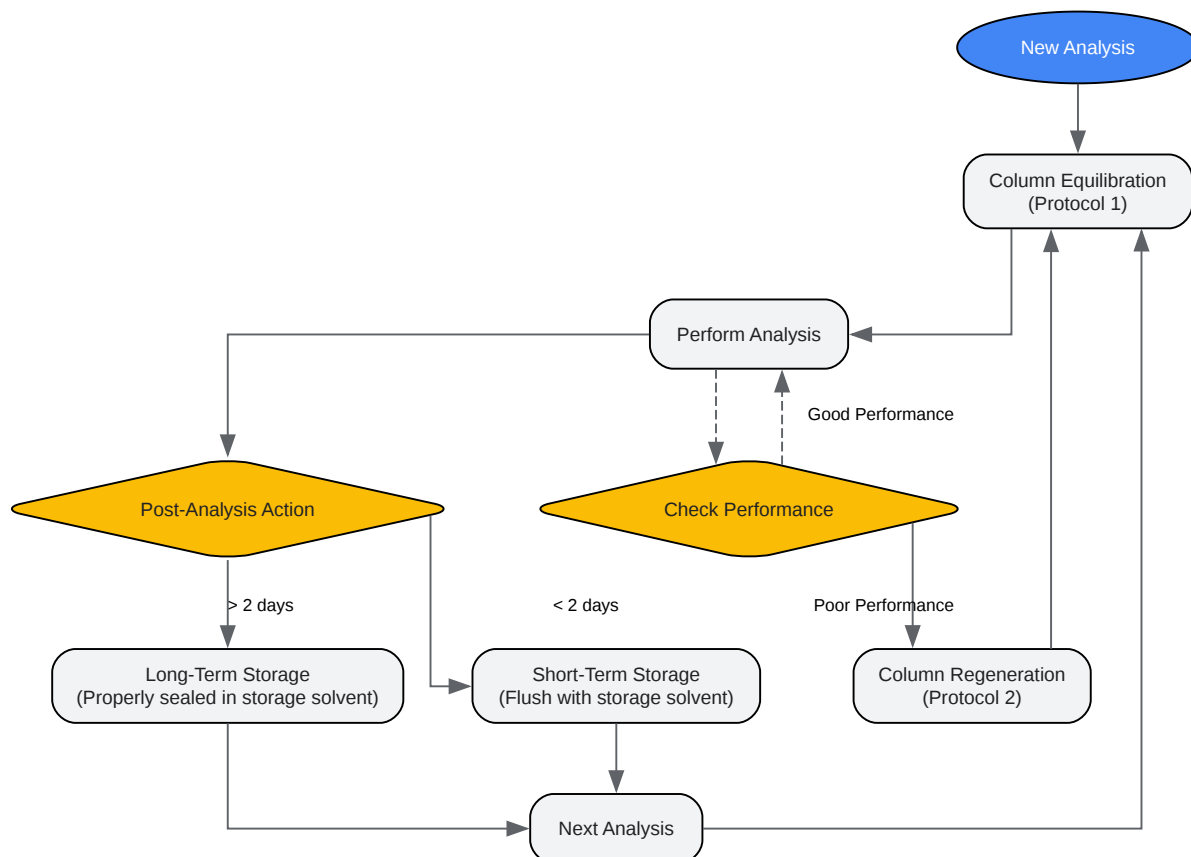 New Analysis
Column Equilibration
(Protocol 1)
Perform Analysis
Good Performance
Post-Analysis Action
Check Performance
> 2 days
< 2 days
Poor Performance
Long-Term Storage
(Properly sealed in storage solvent)
Short-Term Storage
(Flush with storage solvent)
Column Regeneration
(Protocol 2)
Next Analysis